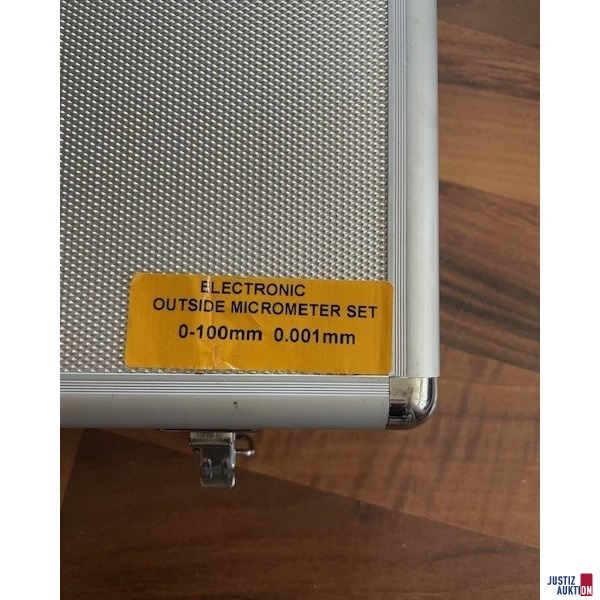 ELECTRONIC
OUTSIDE MICROMETER SET
0-100mm 0.001mm
JUSTIZ
AUKTION